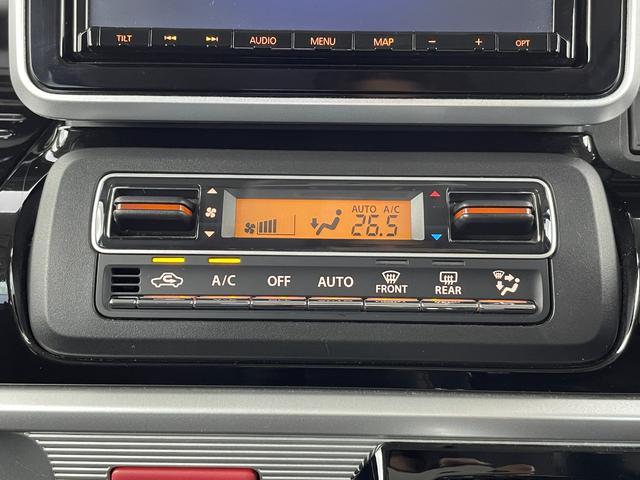 TILT AUDIO MENU MAP − + OPT
AUTO A/C
26.5
A/C OFF AUTO FRONT REAR